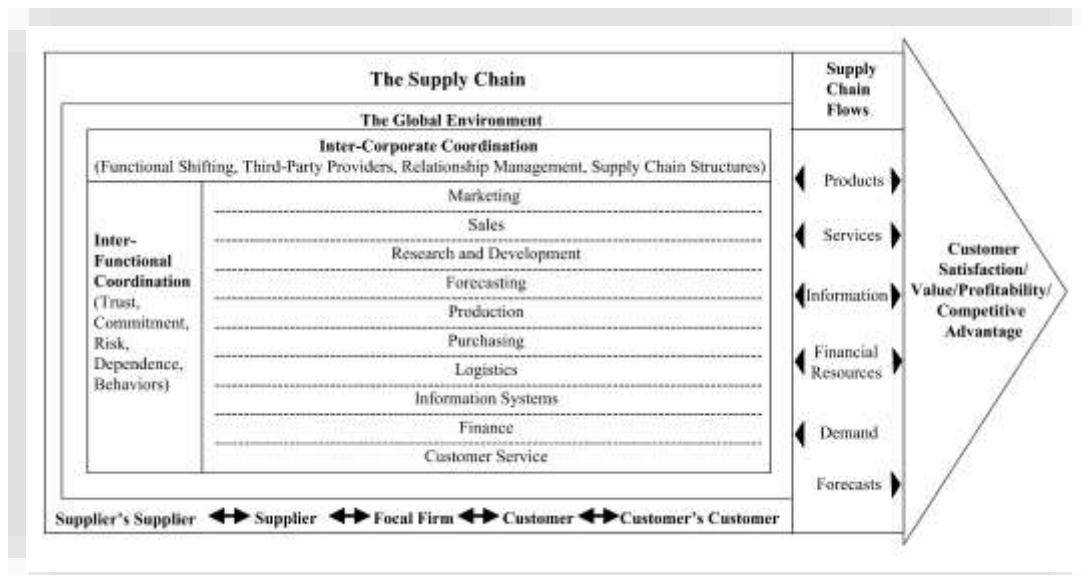 The Supply Chain
The Global Environment
Inter-Corporate Coordination
(Functional Shifting, Third-Party Providers, Relationship Management, Supply Chain Structures)
Inter-
Functional
Coordination
(Trust,
Commitment,
Risk,
Dependence,
Behaviors)
Marketing
Sales
Research and Development
Forecasting
Production
Purchasing
Logistics
Information Systems
Finance
Customer Service
Supplier's Supplier Supplier Focal Firm Customer Customer's Customer
Supply
Chain
Flows
Products
Services
Information
Financial
Resources
Demand
Forecasts
Customer
Satisfaction/
Value/Profitability/
Competitive
Advantage